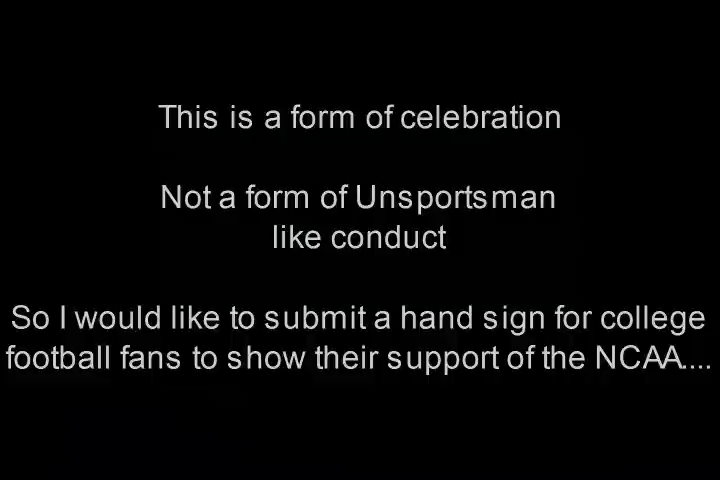 This is a form of celebration
Not a form of Unsportsman
like conduct
So I would like to submit a hand sign for college
football fans to show their support of the NCAA....